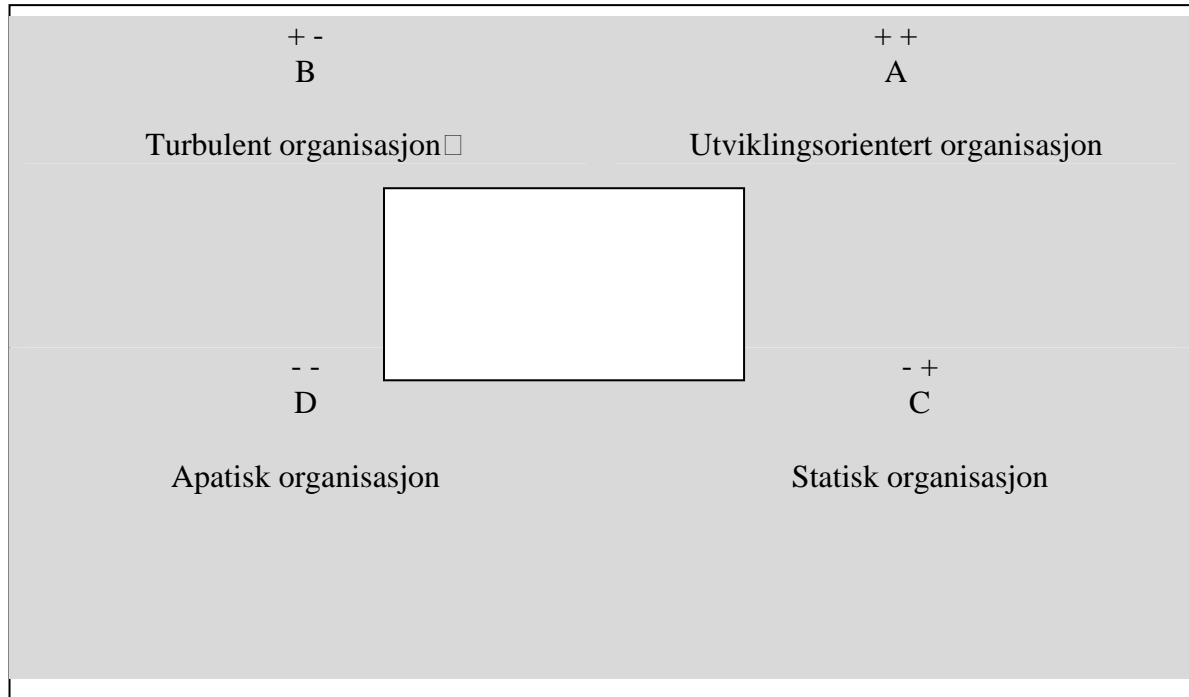 + -
B
Turbulent organisasjon□
+ +
A
Utviklingsorientert organisasjon
- -
D
Apatisk organisasjon
- +
C
Statisk organisasjon